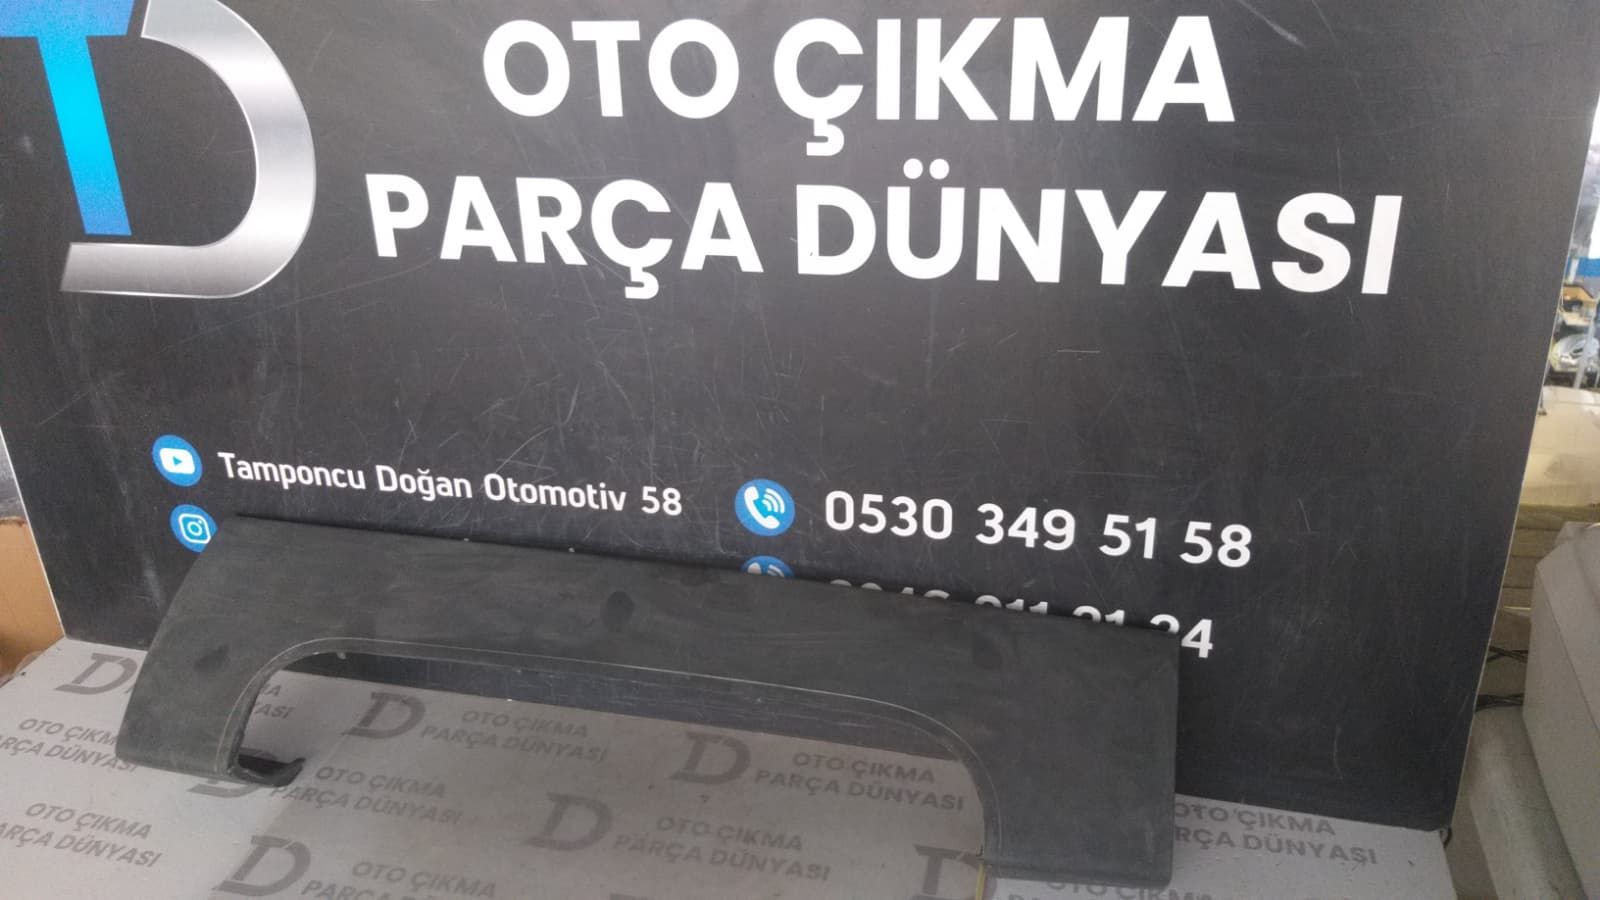 TD
OTO ÇIKMA
PARÇA DÜNYASI
Tamponcu Doğan Otomotiv 58
0530 349 51 58
OTO ÇIKMA
PARÇA DÜNYASI
OTO ÇIKMA
PARÇA DÜNYASI
OTO ÇIKMA
PARÇA DÜNYASI
OTO ÇIKMA
PARÇA DÜNYASI
OTO ÇIKMA
PARÇA DÜNYASI